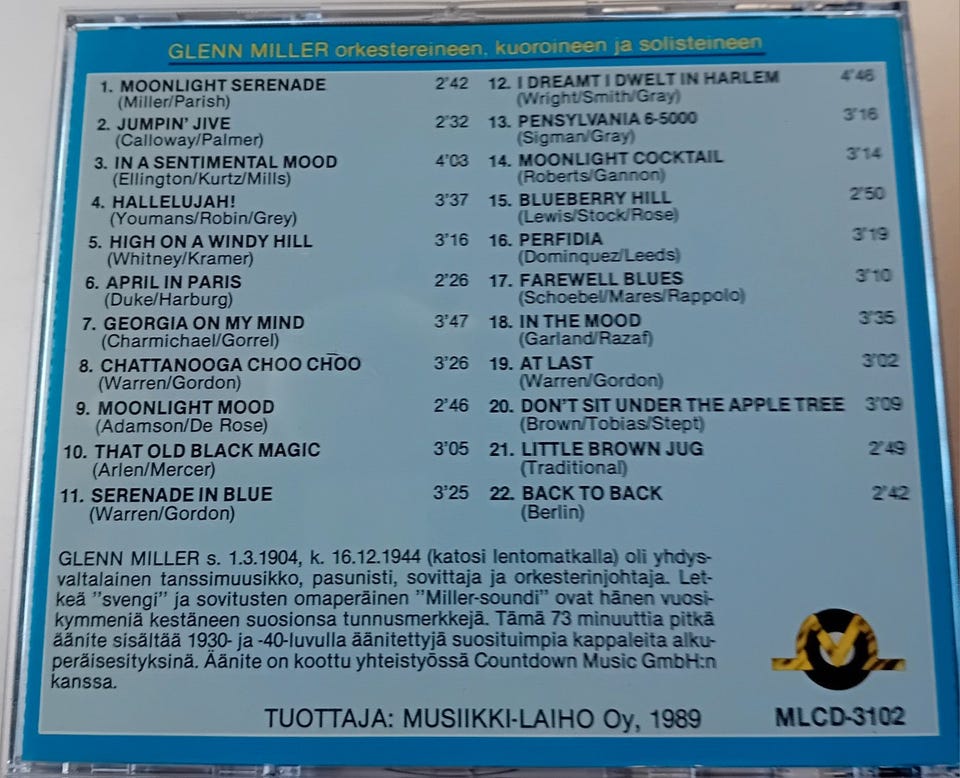 GLENN MILLER orkestereineen, kuoroineen ja solisteineen
1. MOONLIGHT SERENADE 2'42
(Miller/Parish)
2. JUMPIN' JIVE 2'32
(Calloway/Palmer)
3. IN A SENTIMENTAL MOOD 4'03
(Ellington/Kurtz/Mills)
4. HALLELUJAH! 3'37
(Youmans/Robin/Grey)
5. HIGH ON A WINDY HILL 3'16
(Whitney/Kramer)
6. APRIL IN PARIS 2'26
(Duke/Harburg)
7. GEORGIA ON MY MIND 3'47
(Charmichael/Gorrel)
8. CHATTANOOGA CHOO CHOO 3'26
(Warren/Gordon)
9. MOONLIGHT MOOD 2'46
(Adamson/De Rose)
10. THAT OLD BLACK MAGIC 3'05
(Arlen/Mercer)
11. SERENADE IN BLUE 3'25
(Warren/Gordon)
12. I DREAMT I DWELT IN HARLEM 4'46
(Wright/Smith/Gray)
13. PENSYLVANIA 6-5000 3'16
(Sigman/Gray)
14. MOONLIGHT COCKTAIL 3'14
(Roberts/Gannon)
15. BLUEBERRY HILL 2'50
(Lewis/Stock/Rose)
16. PERFIDIA 3'19
(Dominquez/Leeds)
17. FAREWELL BLUES 3'10
(Schoebel/Mares/Rappolo)
18. IN THE MOOD 3'35
(Garland/Razaf)
19. AT LAST 3'02
(Warren/Gordon)
20. DON'T SIT UNDER THE APPLE TREE 3'09
(Brown/Tobias/Stept)
21. LITTLE BROWN JUG 2'49
(Traditional)
22. BACK TO BACK 2'42
(Berlin)
GLENN MILLER s. 1.3.1904, k. 16.12.1944 (katosi lentomatkalla) oli yhdys-
valtalainen tanssimuusikko, pasunisti, sovittaja ja orkesterinjohtaja. Let-
keä "svengi" ja sovitusten omaperäinen "Miller-soundi" ovat hänen vuosi-
kymmeniä kestäneen suosionsa tunnusmerkkejä. Tämä 73 minuuttia pitkä
äänite sisältää 1930- ja -40-luvulla äänitettyjä suosituimpia kappaleita alku-
peräisesityksinä. Äänite on koottu yhteistyössä Countdown Music GmbH:n
kanssa.
TUOTTAJA: MUSIIKKI-LAIHO Oy, 1989
MLCD-3102